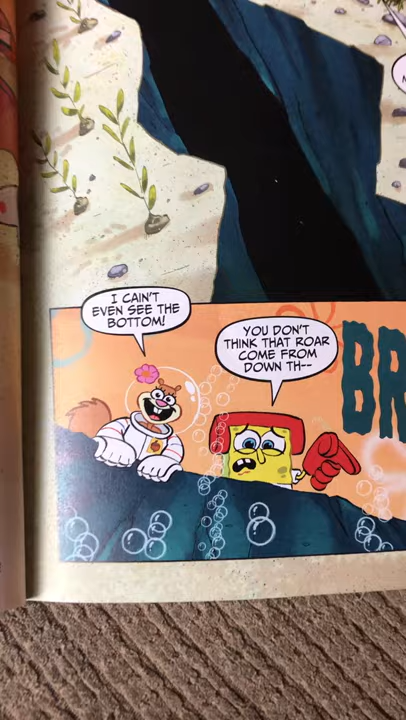 I CAIN'T
EVEN SEE THE
BOTTOM!
YOU DON'T
THINK THAT ROAR
COME FROM
DOWN TH--
BR